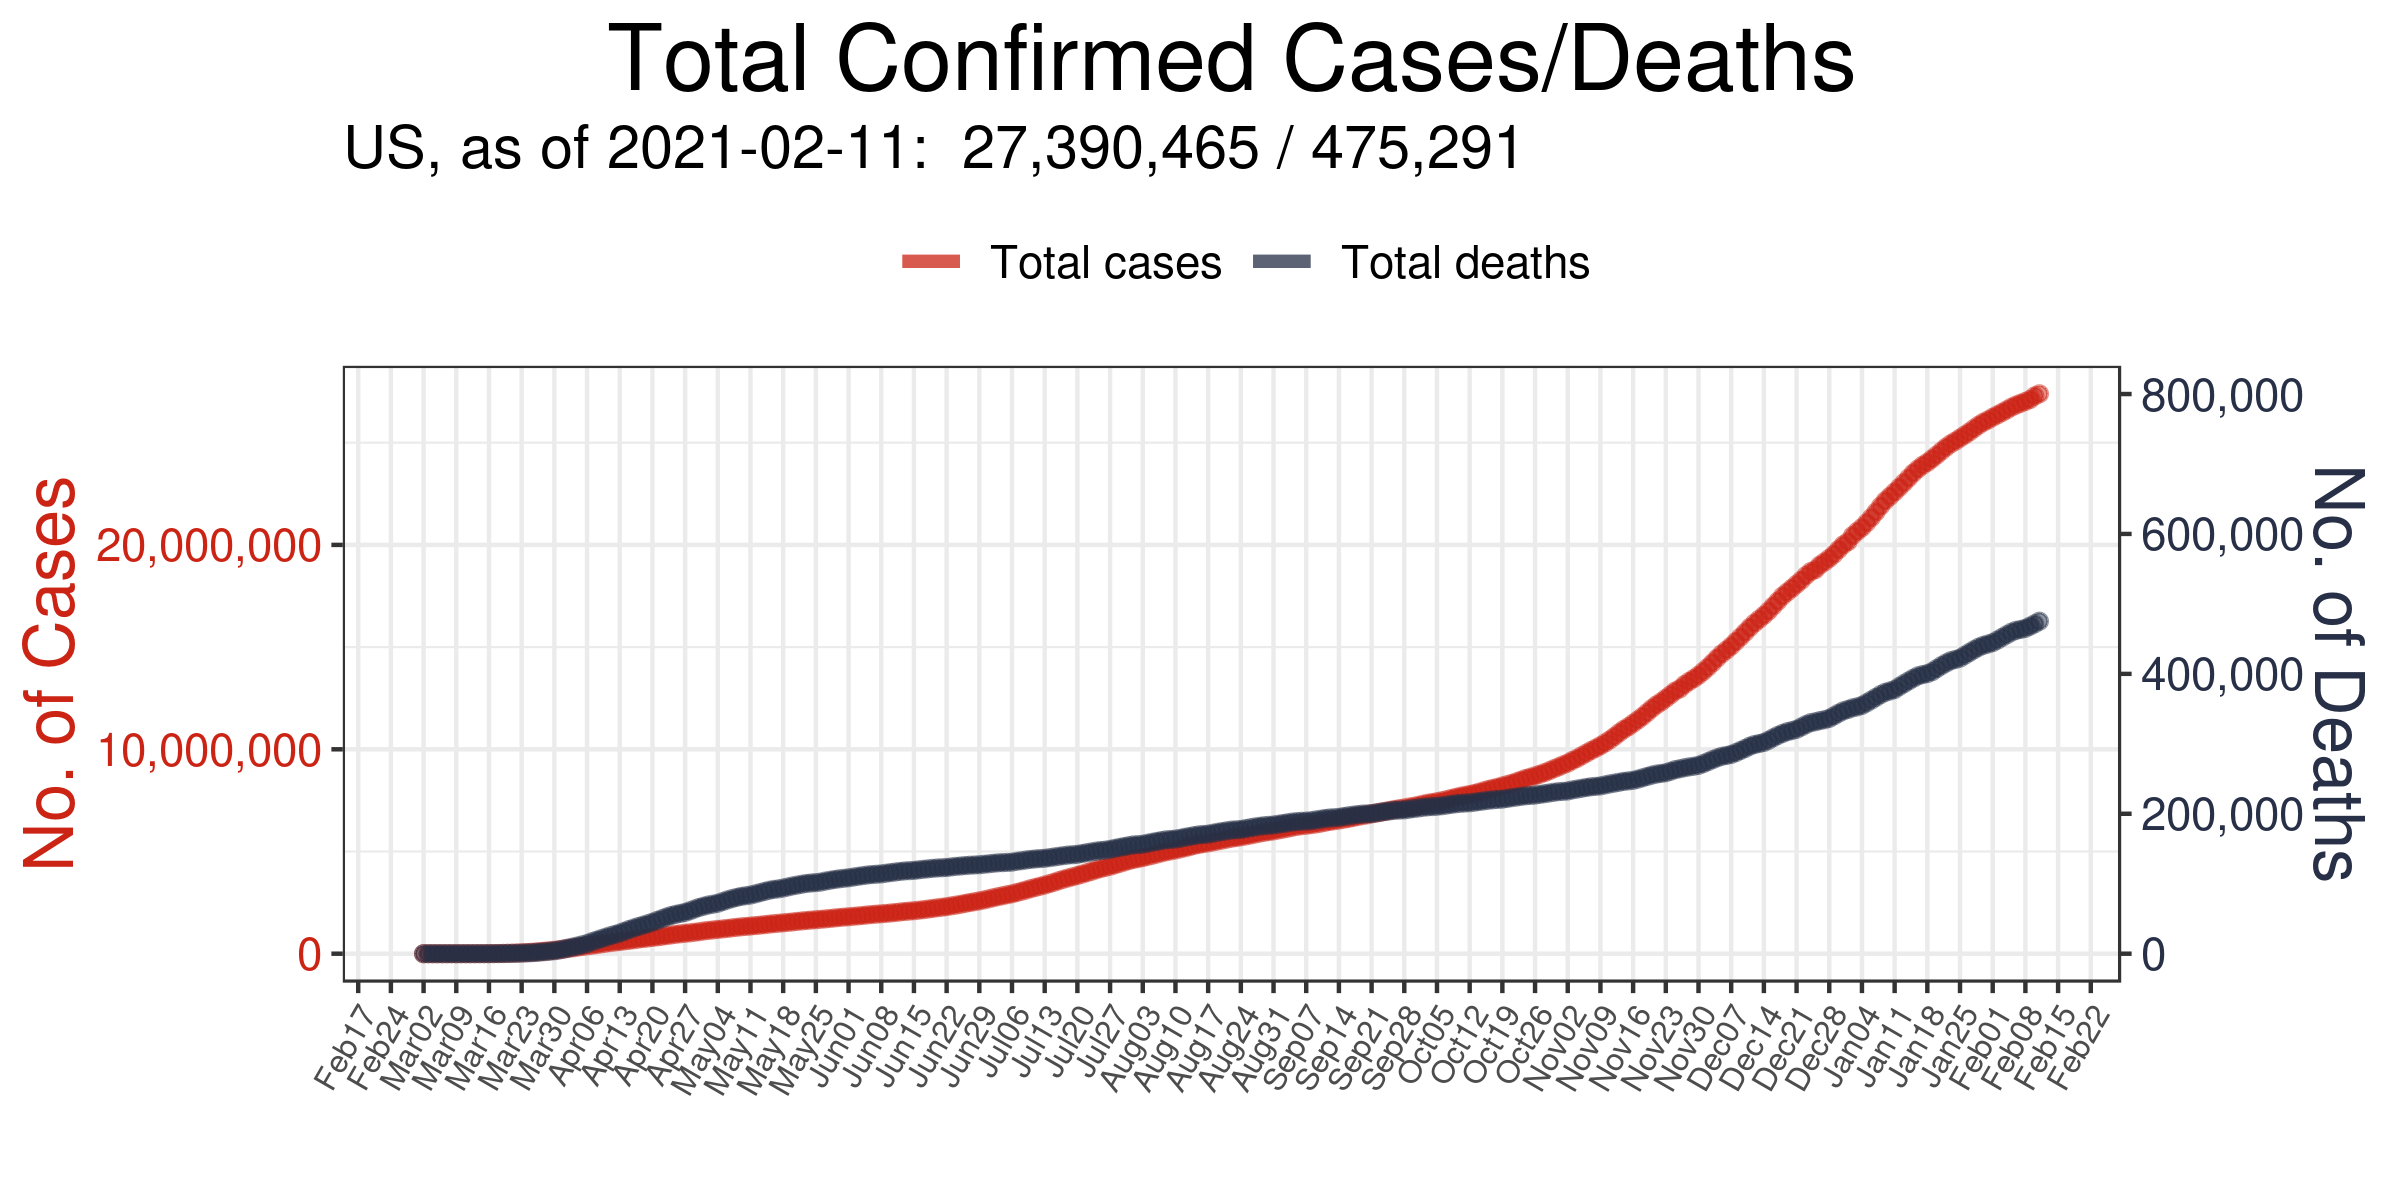 Total Confirmed Cases/Deaths
US, as of 2021-02-11:  27,390,465 / 475,291
Total cases
Total deaths
No. of Cases
20,000,000
10,000,000
0
800,000
600,000
400,000
200,000
0
No. of Deaths
Feb17
Feb24
Mar02
Mar09
Mar16
Mar23
Mar30
Apr06
Apr13
Apr20
Apr27
May04
May11
May18
May25
Jun01
Jun08
Jun15
Jun22
Jun29
Jul06
Jul13
Jul20
Jul27
Aug03
Aug10
Aug17
Aug24
Aug31
Sep07
Sep14
Sep21
Sep28
Oct05
Oct12
Oct19
Oct26
Nov02
Nov09
Nov16
Nov23
Nov30
Dec07
Dec14
Dec21
Dec28
Jan04
Jan11
Jan18
Jan25
Feb01
Feb08
Feb15
Feb22